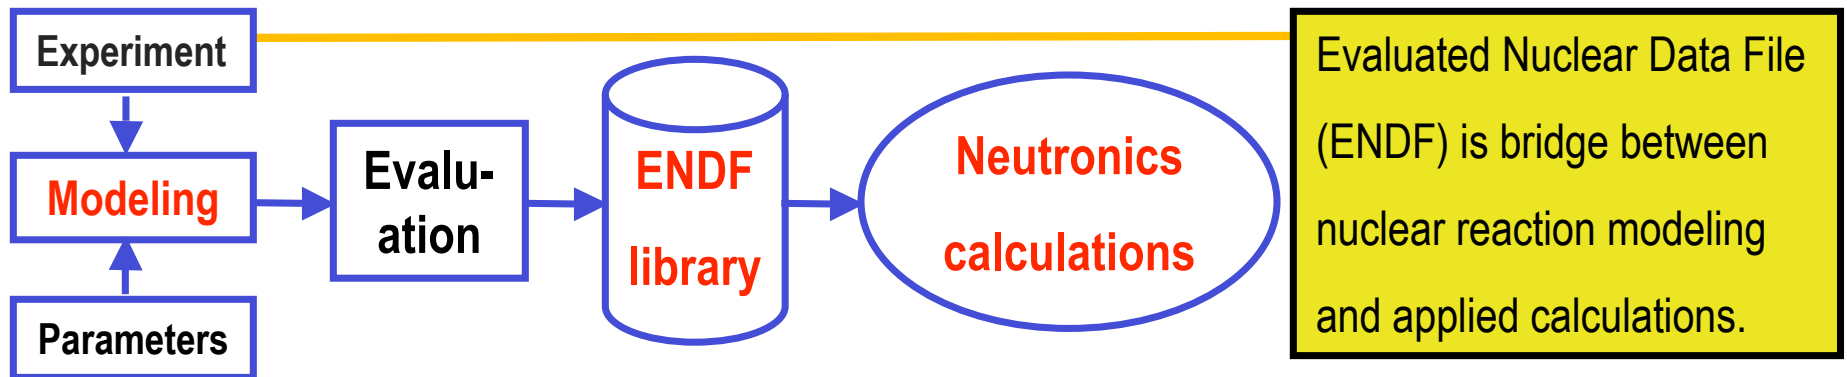 Experiment
Modeling
Parameters
Evalu-
ation
ENDF
library
Neutronics
calculations
Evaluated Nuclear Data File
(ENDF) is bridge between
nuclear reaction modeling
and applied calculations.